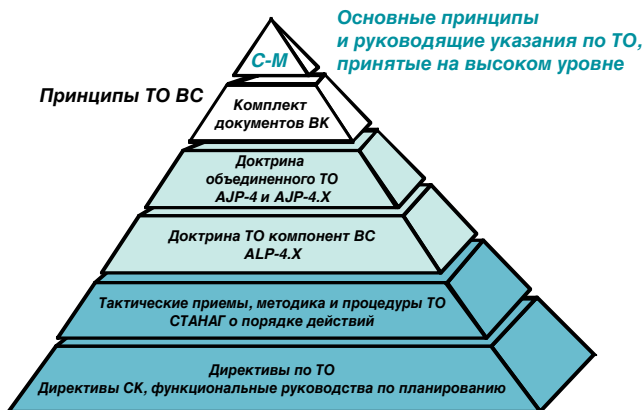 Основные принципы
и руководящие указания по ТО,
принятые на высоком уровне
С-М
Принципы ТО ВС
Комплект
документов ВК
Доктрина
объединенного ТО
AJP-4 и AJP-4.X
Доктрина ТО компонент ВС
ALP-4.X
Тактические приемы, методика и процедуры ТО
СТАНАГ о порядке действий
Директивы по ТО
Директивы СК, функциональные руководства по планированию